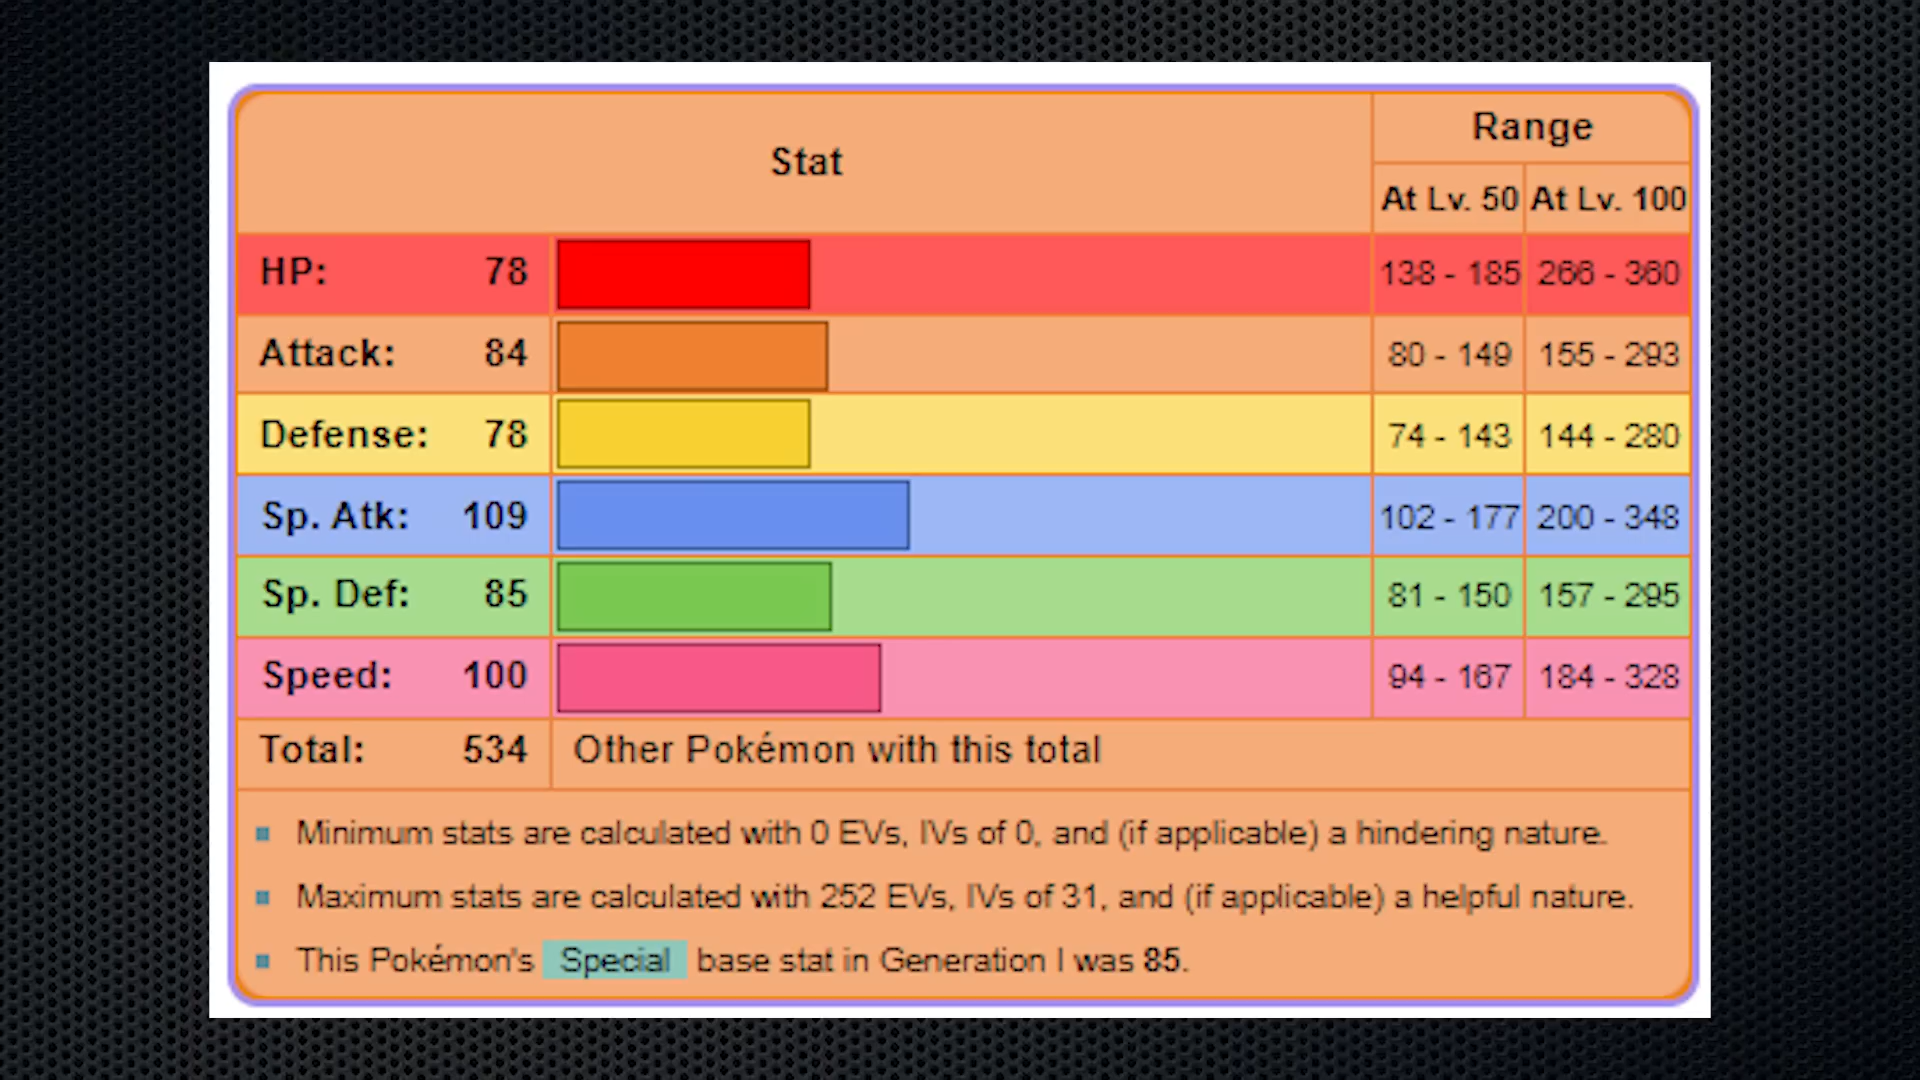 Stat
Range
At Lv. 50 At Lv. 100
HP: 78 138 - 185 266 - 360
Attack: 84 80 - 149 155 - 293
Defense: 78 74 - 143 144 - 280
Sp. Atk: 109 102 - 177 200 - 348
Sp. Def: 85 81 - 150 157 - 295
Speed: 100 94 - 167 184 - 328
Total: 534 Other Pokémon with this total
Minimum stats are calculated with 0 EVs, IVs of 0, and (if applicable) a hindering nature.
Maximum stats are calculated with 252 EVs, IVs of 31, and (if applicable) a helpful nature.
This Pokémon's Special base stat in Generation I was 85.